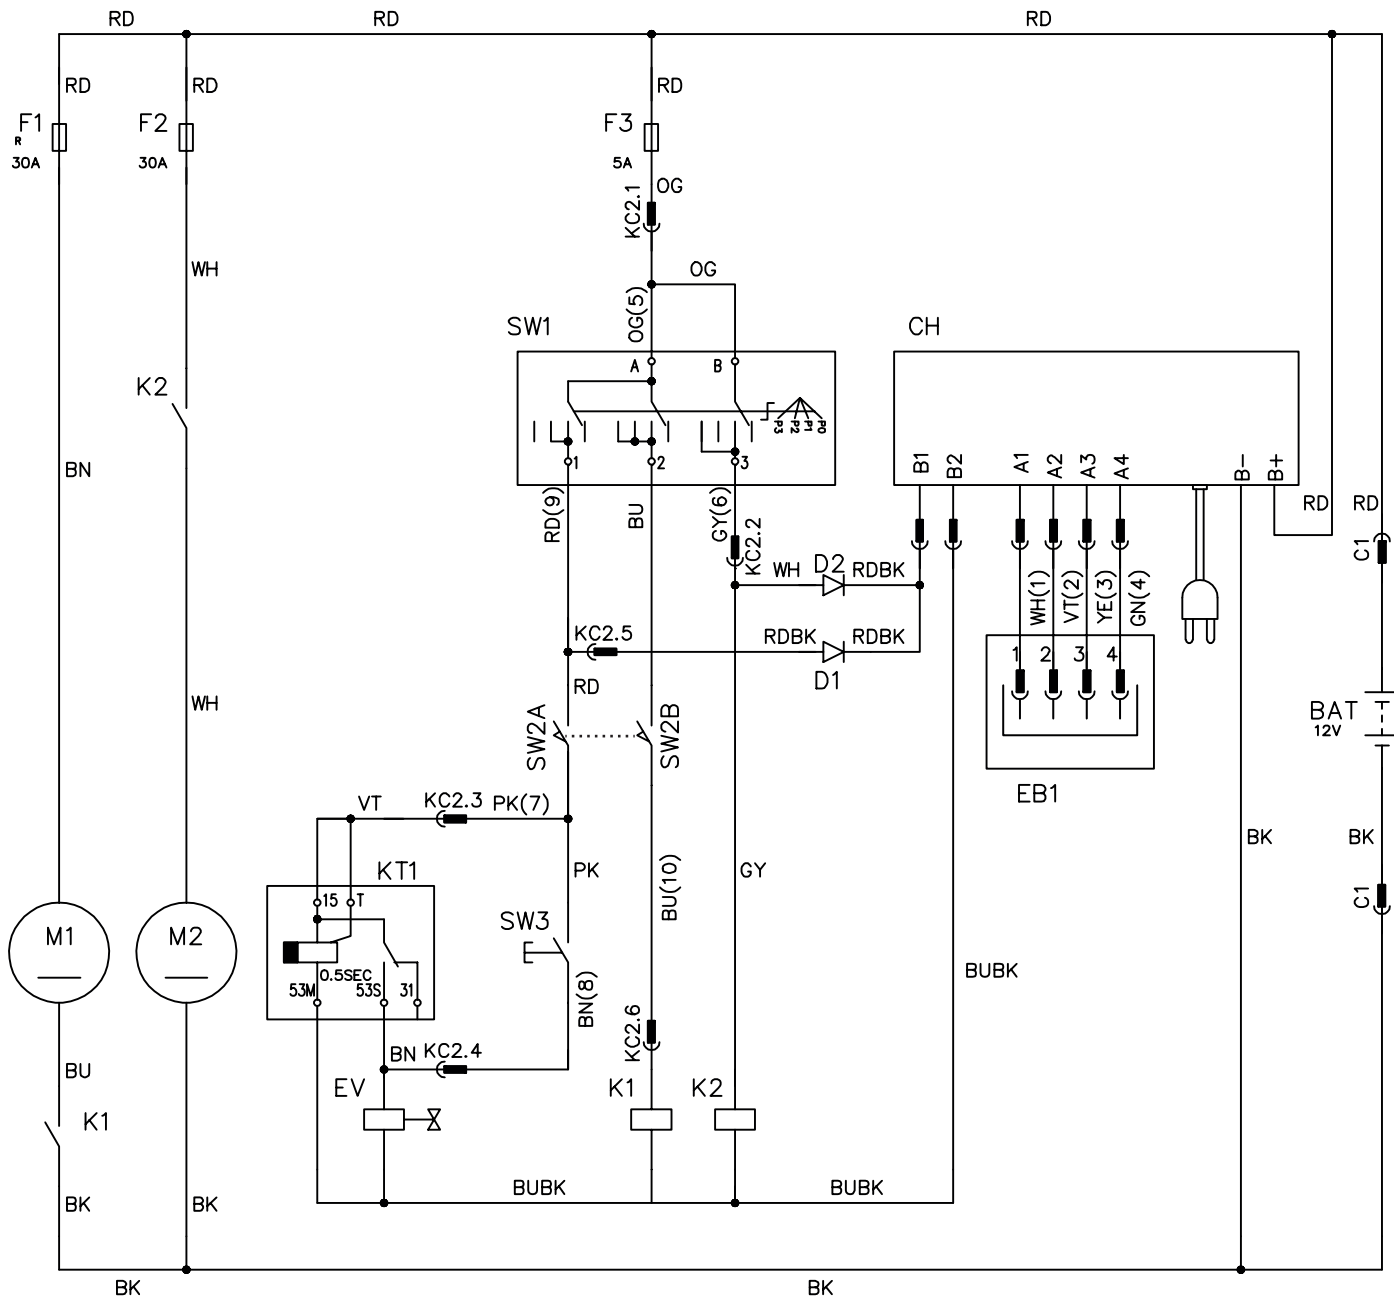 RD
RD
RD
RD
RD
RD
F1
R
30A
F2
30A
F3
5A
OG
KC2.1
WH
OG
OG(5)
SW1
CH
A
B
K2
P3
P2
P1
P0
BN
1
2
3
B1
B2
A1
A2
A3
A4
B-
B+
RD(9)
BU
GY(6)
KC2.2
RD
RD
C1
WH
D2
RDBK
WH(1)
VT(2)
YE(3)
GN(4)
KC2.5
RDBK
RDBK
D1
1
2
3
4
RD
WH
SW2A
SW2B
BAT
12V
EB1
VT
KC2.3
PK(7)
BK
BK
KT1
PK
BU(10)
GY
15
T
C1
SW3
M1
M2
0.5SEC
53M
53S
31
BN(8)
BUBK
KC2.6
BN
KC2.4
BU
EV
K1
K2
K1
BUBK
BUBK
BK
BK
BK
BK